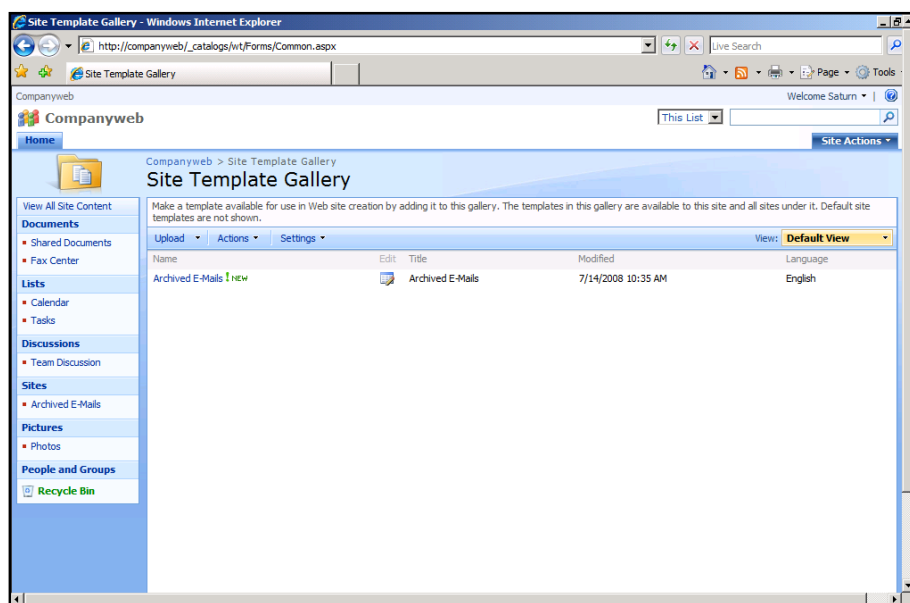 Site Template Gallery - Windows Internet Explorer
http://companyweb/_catalogs/wt/Forms/Common.aspx
Live Search
Site Template Gallery
Page
Tools
Companyweb
Welcome Saturn
Companyweb
This List
Home
Site Actions
Companyweb > Site Template Gallery
Site Template Gallery
View All Site Content
Documents
Shared Documents
Fax Center
Lists
Calendar
Tasks
Discussions
Team Discussion
Sites
Archived E-Mails
Pictures
Photos
People and Groups
Recycle Bin
Make a template available for use in Web site creation by adding it to this gallery. The templates in this gallery are available to this site and all sites under it. Default site
templates are not shown.
Upload Actions Settings View: Default View
Name Edit Title Modified Language
Archived E-Mails ! NEW Archived E-Mails 7/14/2008 10:35 AM English